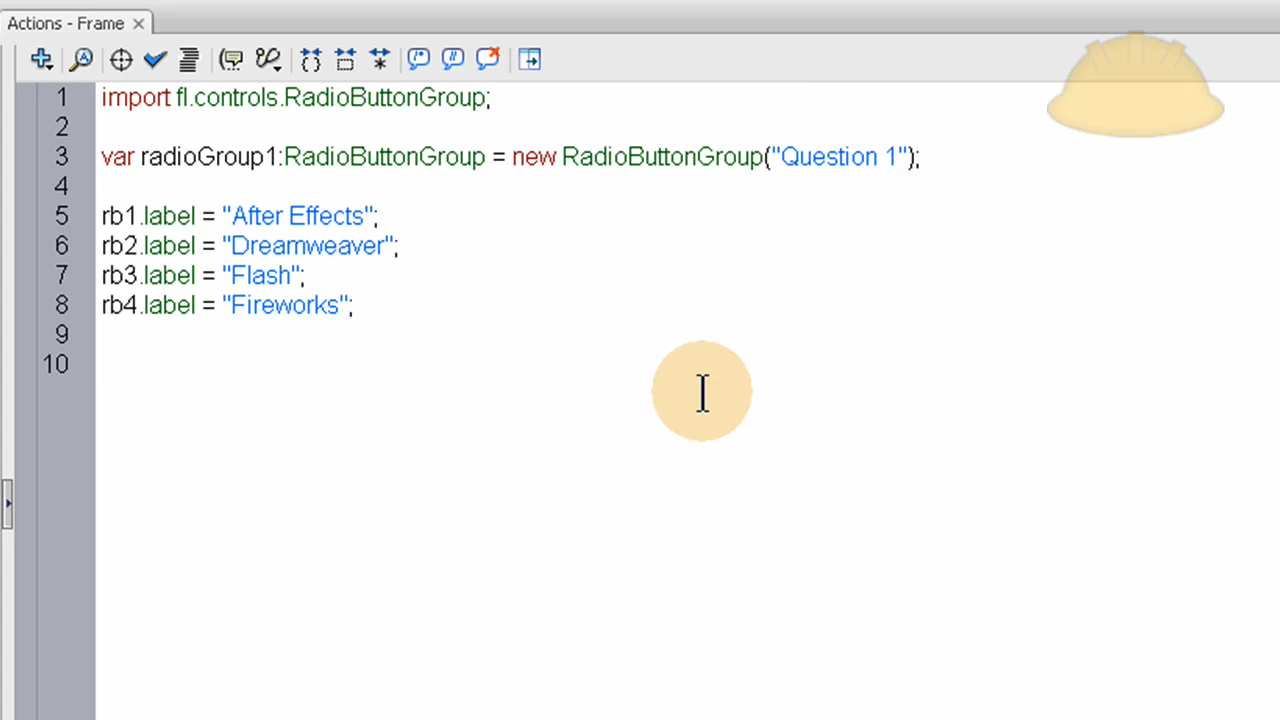 Actions - Frame
1 import fl.controls.RadioButtonGroup;
2
3 var radioGroup1:RadioButtonGroup = new RadioButtonGroup("Question 1");
4
5 rb1.label = "After Effects";
6 rb2.label = "Dreamweaver";
7 rb3.label = "Flash";
8 rb4.label = "Fireworks";
9
10